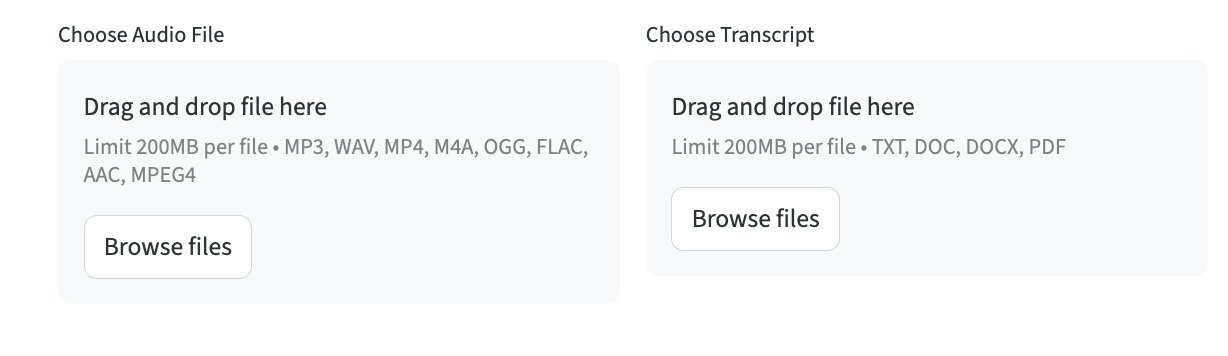 Choose Audio File
Drag and drop file here
Limit 200MB per file • MP3, WAV, MP4, M4A, OGG, FLAC,
AAC, MPEG4
Browse files
Choose Transcript
Drag and drop file here
Limit 200MB per file • TXT, DOC, DOCX, PDF
Browse files